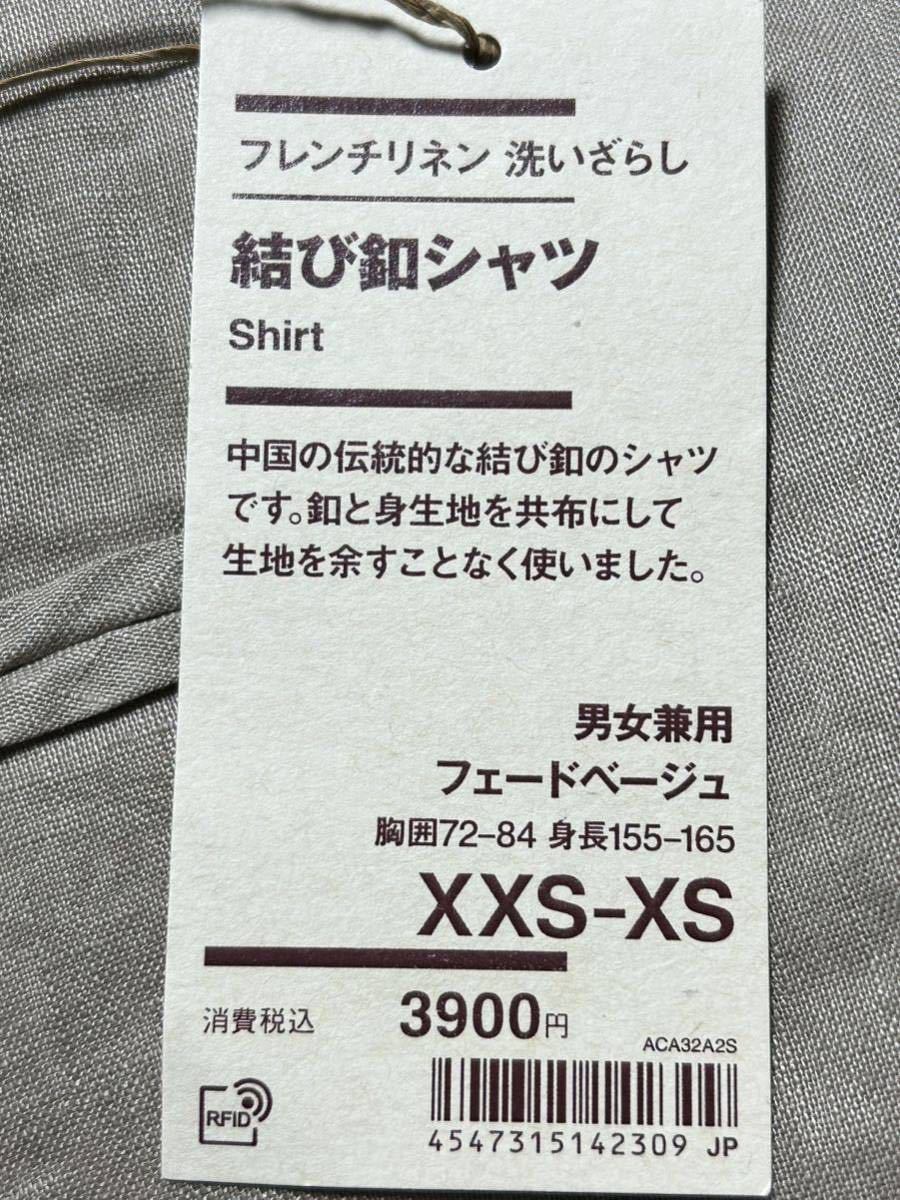 フレンチリネン 洗いざらし
結び釦シャツ
Shirt
中国の伝統的な結び釦のシャツ
です。釦と身生地を共布にして
生地を余すことなく使いました。
男女兼用
フェードベージュ
胸囲72-84 身長155-165
XXS-XS
消費税込 3900円
ACA32A2S
RFID
4547315142309 JP